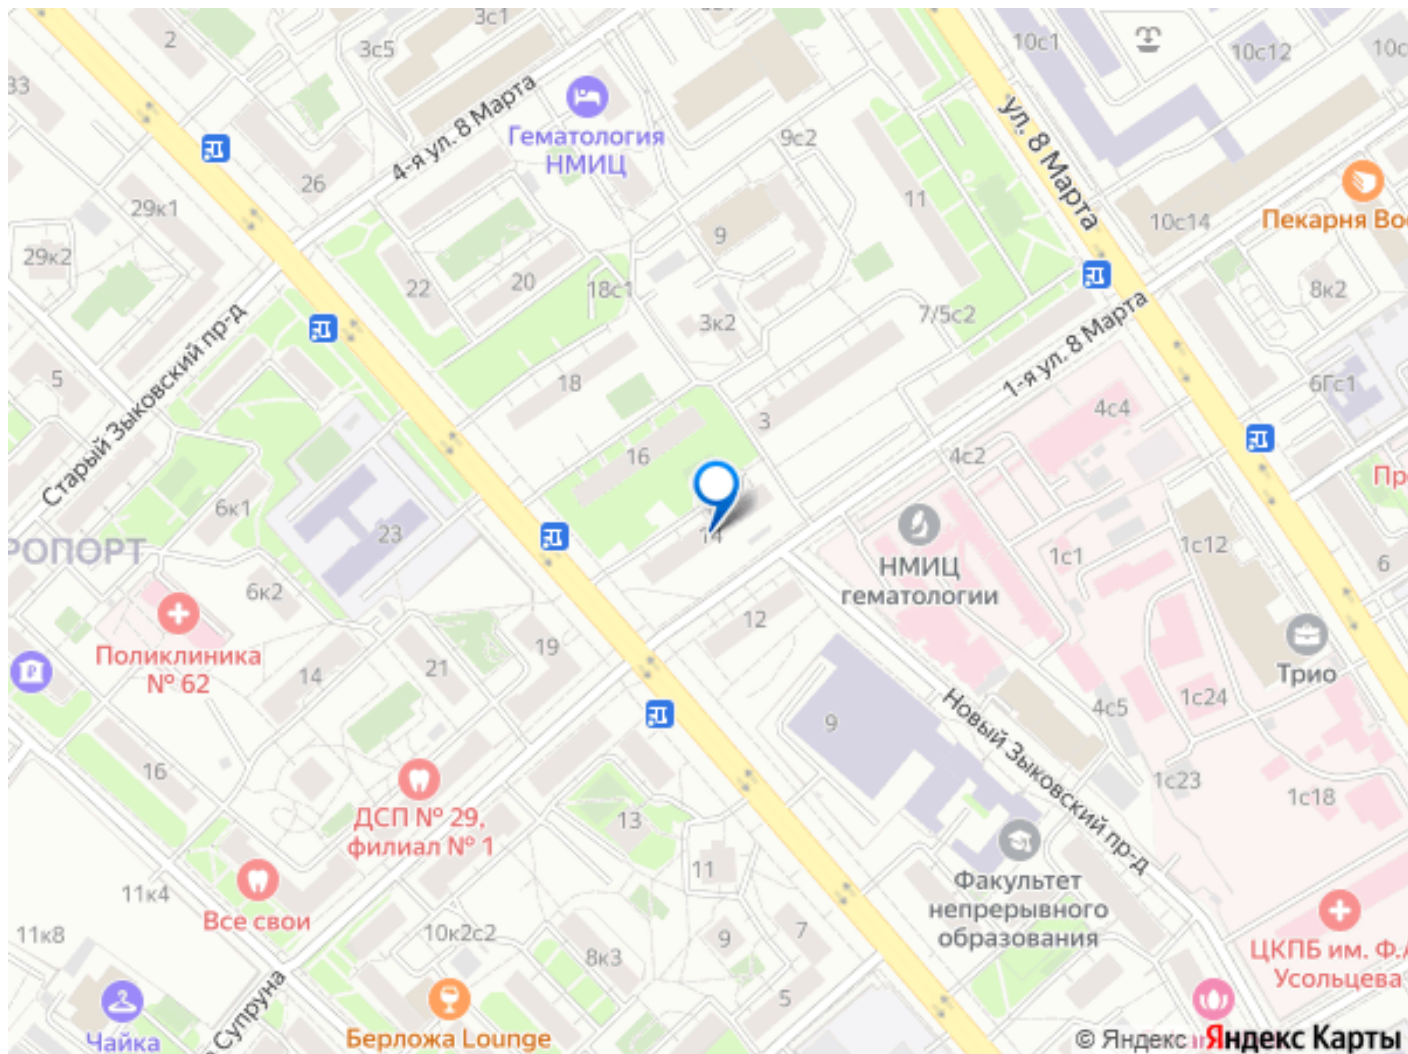 3с1
2
3с5
10с1
10с12
33
4-я ул. 8 Марта
Гематология
НМИЦ
9с2
ул. 8 Марта
26
29к1
11
10с14
Пекарня Во
9
29к2
22
20
18с1
8к2
3к2
7/5с2
Старый Зыковский пр-д
1-я ул. 8 Марта
5
18
6Гс1
3
4с4
16
4с2
Пр
6к1
23
14
НМИЦ
гематологии
1с1
1с12
РОПОРТ
6
6к2
Поликлиника
№ 62
12
19
21
14
Трио
1с24
4с5
Новый Зыковский пр-д
9
16
1с23
1с18
ДСП № 29,
филиал № 1
13
11
11к4
Все свои
Факультет
непрерывного
образования
11к8
10к2с2
8к3
9
7
ЦКПБ им. Ф.А
Усольцева
5
Супруна
Чайка
Берложа Lounge
© Яндекс Яндекс Карты